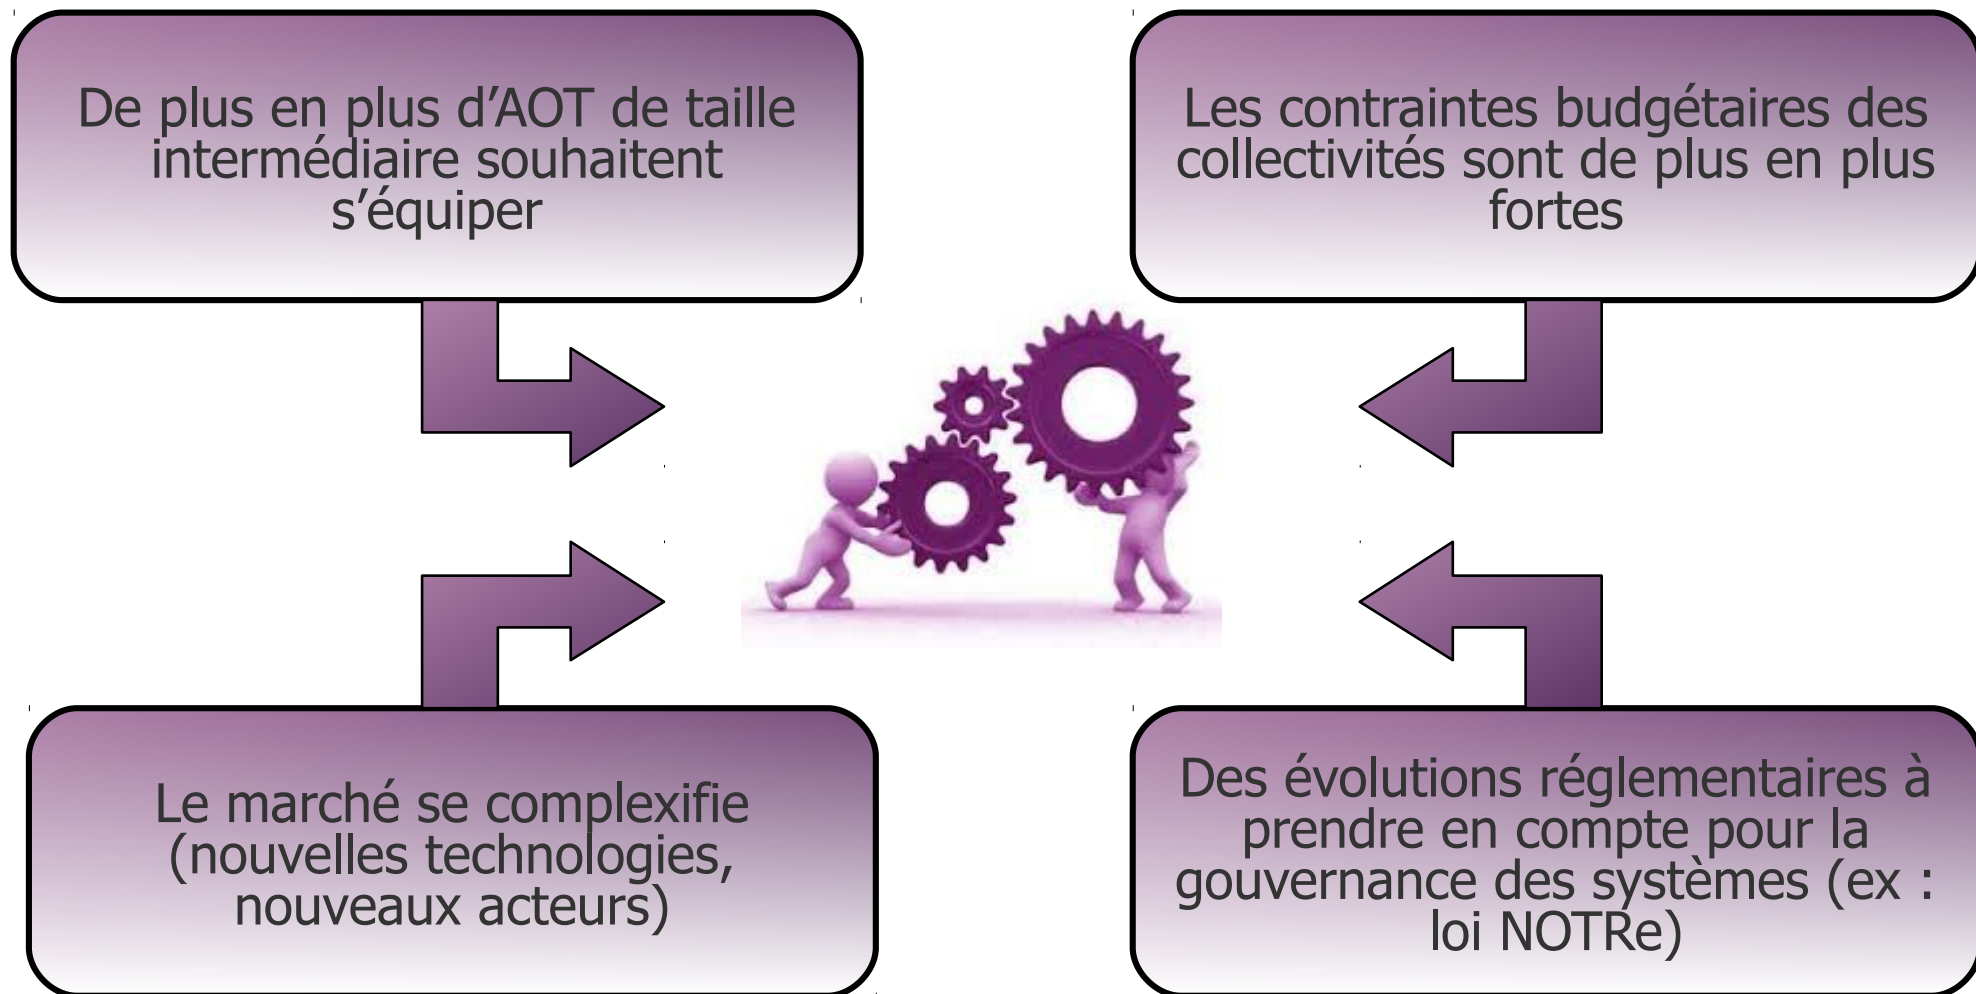 De plus en plus d’AOT de taille
intermédiaire souhaitent
s’équiper
Les contraintes budgétaires des
collectivités sont de plus en plus
fortes
Le marché se complexifie
(nouvelles technologies,
nouveaux acteurs)
Des évolutions réglementaires à
prendre en compte pour la
gouvernance des systèmes (ex :
loi NOTRe)